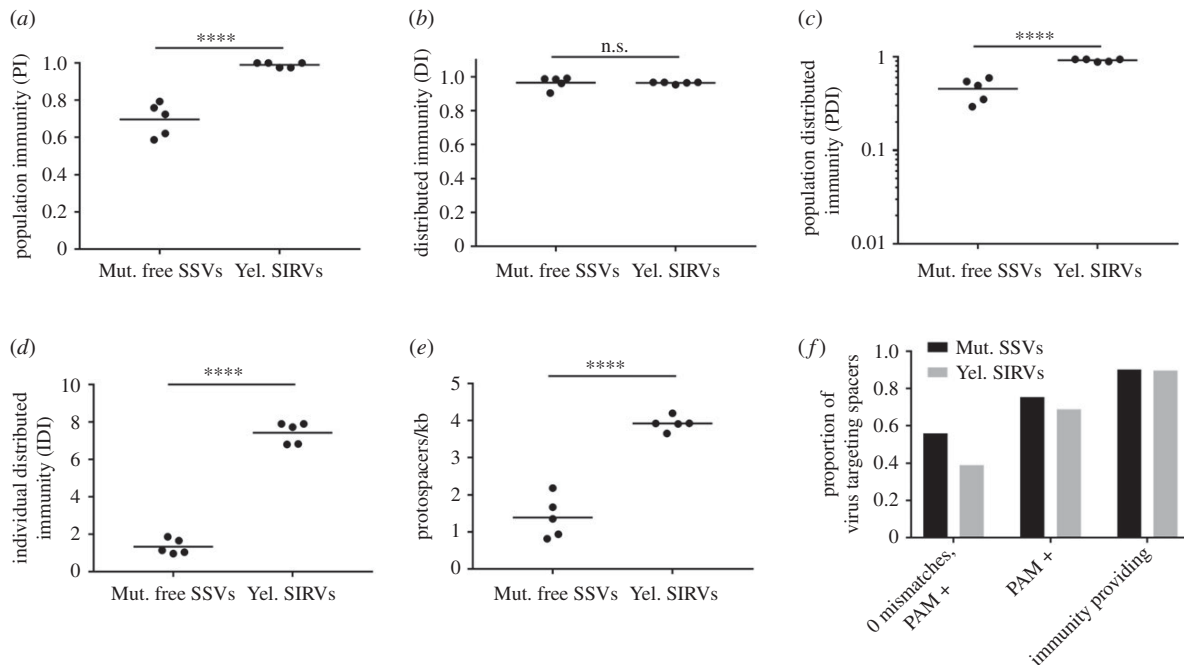 (a)
****
population immunity (PI)
1.0
0.8
0.6
0.4
0.2
0
Mut. free SSVs
Yel. SIRVs
(b)
n.s.
distributed immunity (DI)
1.0
0.8
0.6
0.4
0.2
0
Mut. free SSVs
Yel. SIRVs
(c)
****
population distributed
immunity (PDI)
1
0.1
0.01
Mut. free SSVs
Yel. SIRVs
(d)
****
individual distributed
immunity (IDI)
10
8
6
4
2
0
Mut. free SSVs
Yel. SIRVs
(e)
****
protospacers/kb
5
4
3
2
1
0
Mut. free SSVs
Yel. SIRVs
(f)
Mut. SSVs
Yel. SIRVs
proportion of
virus targeting spacers
1.0
0.8
0.6
0.4
0.2
0
0 mismatches,
PAM +
PAM +
immunity providing